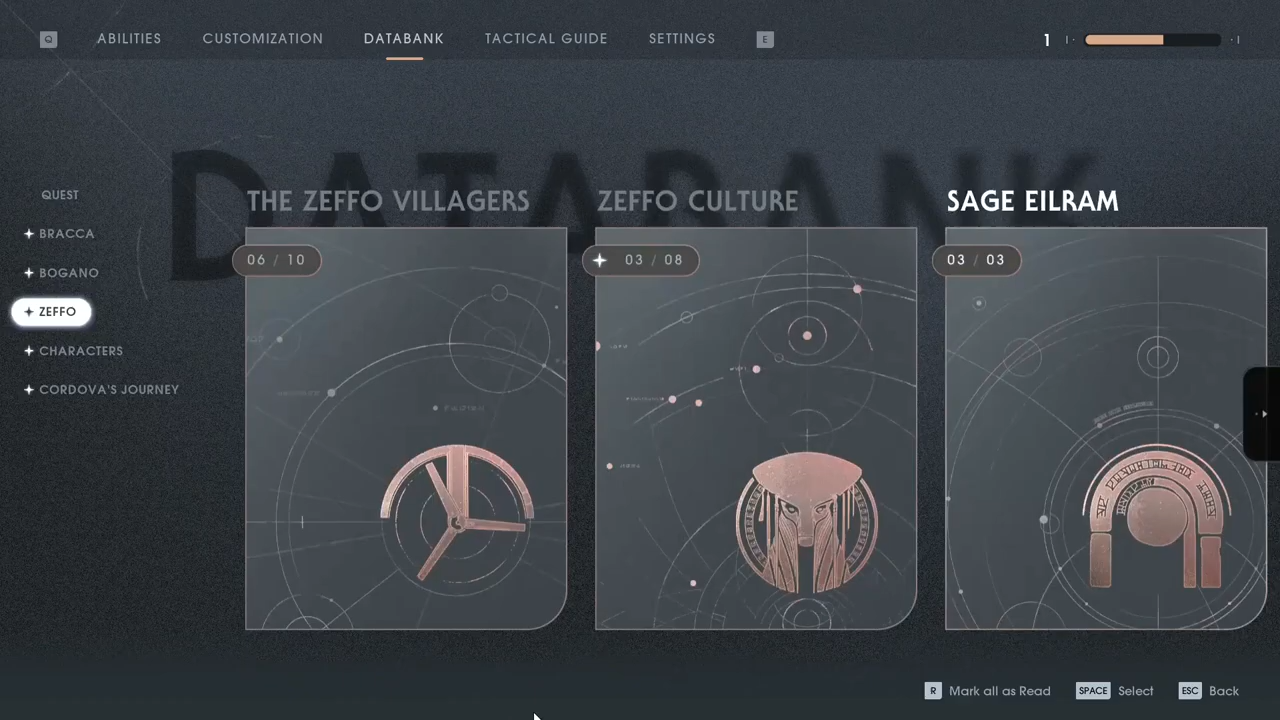 Q ABILITIES CUSTOMIZATION DATABANK TACTICAL GUIDE SETTINGS E 1
DATABANK
QUEST
BRACCA
BOGANO
ZEFFO
CHARACTERS
CORDOVA'S JOURNEY
THE ZEFFO VILLAGERS
06 / 10
ZEFFO CULTURE
03 / 08
SAGE EILRAM
03 / 03
R Mark all as Read SPACE Select ESC Back